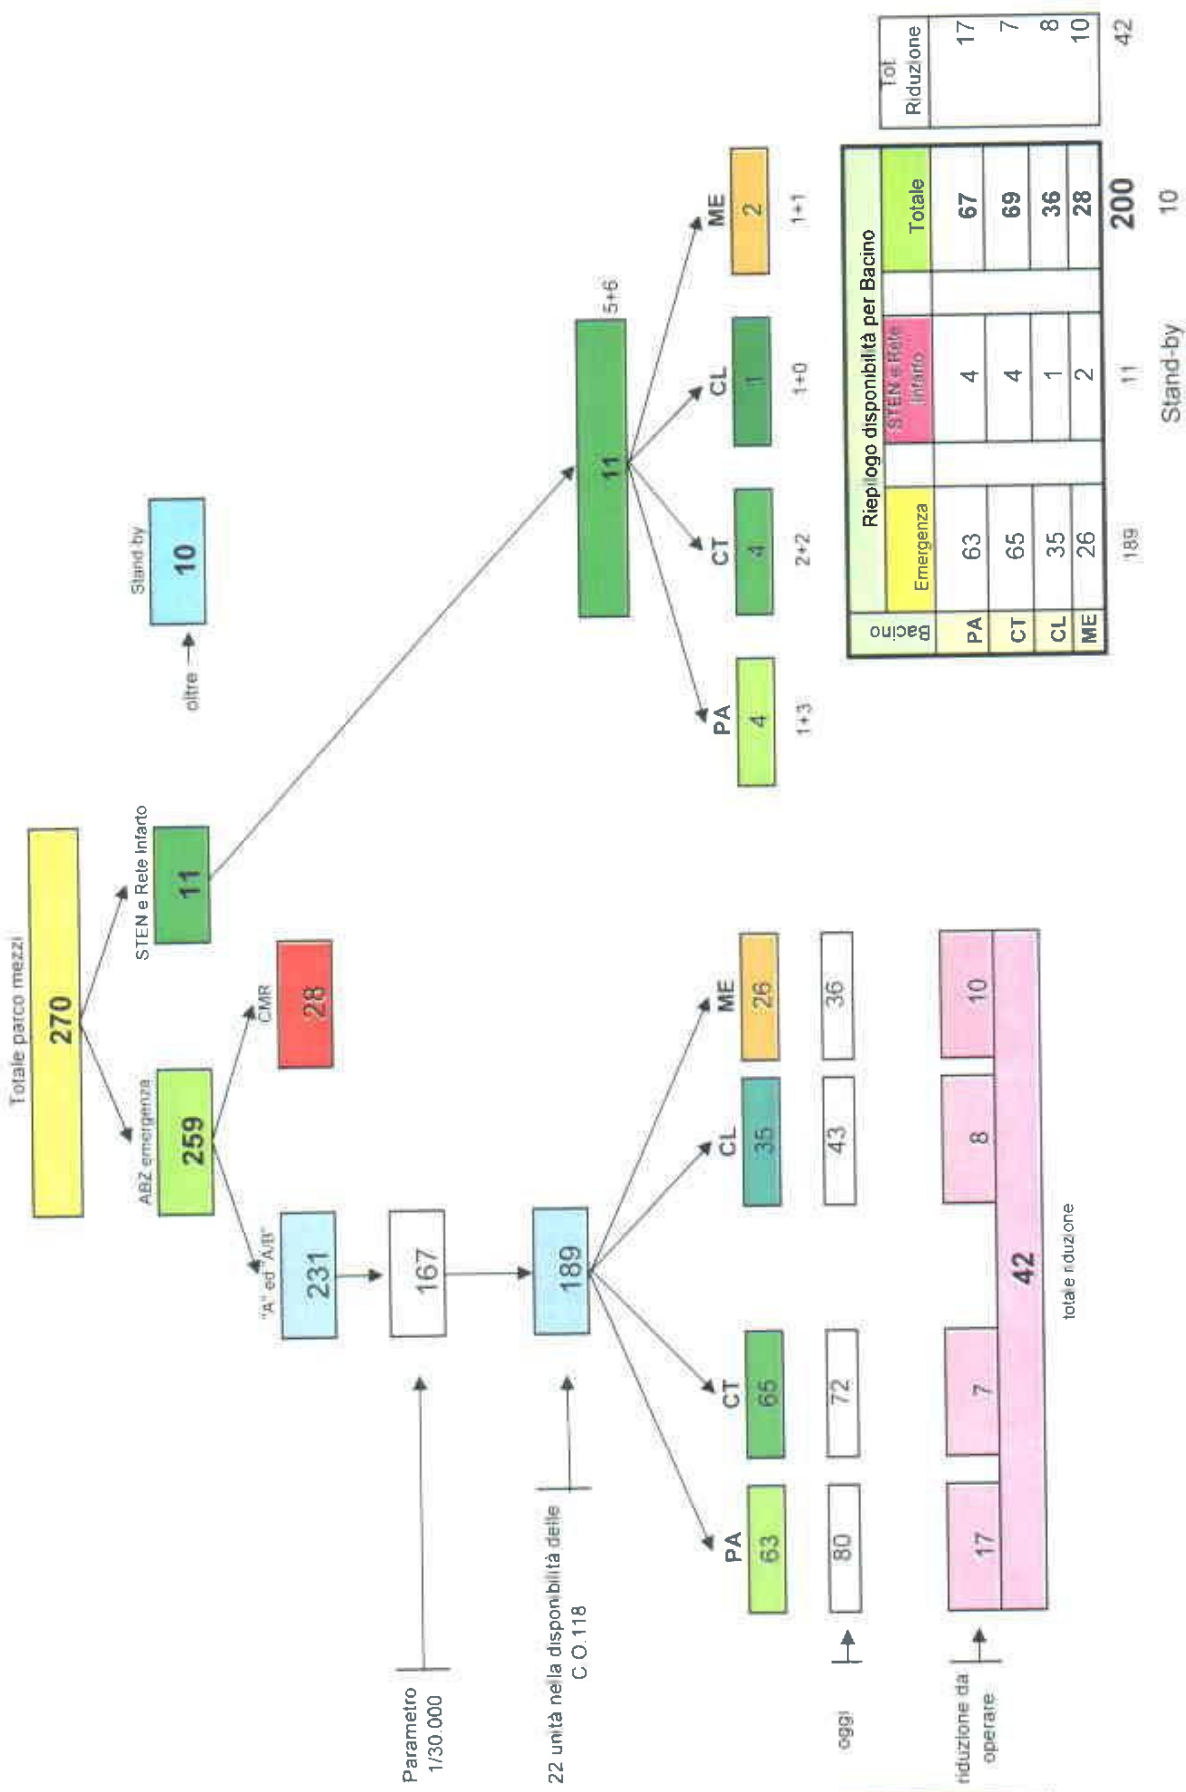 Totale parco mezzi
270
ABZ emergenza
259
STEN e Rete Infarto
11
oltre
Stand-by
10
"A" ed "A/B"
231
CMR
28
Parametro
1/30.000
167
22 unità nella disponibilità delle
C.O.118
189
11
5+6
PA
CT
CL
ME
63
65
35
26
oggi
80
72
43
36
riduzione da
operare
17
7
8
10
42
totale riduzione
PA
CT
CL
ME
4
4
1
2
1+3
2+2
1+0
1+1
Riepilogo disponibilità per Bacino
Bacino
Emergenza
STEN e Rete
Infarto
Totale
Tot.
Riduzione
PA 63 4 67 17
CT 65 4 69 7
CL 35 1 36 8
ME 26 2 28 10
189 11 200 42
Stand-by 10